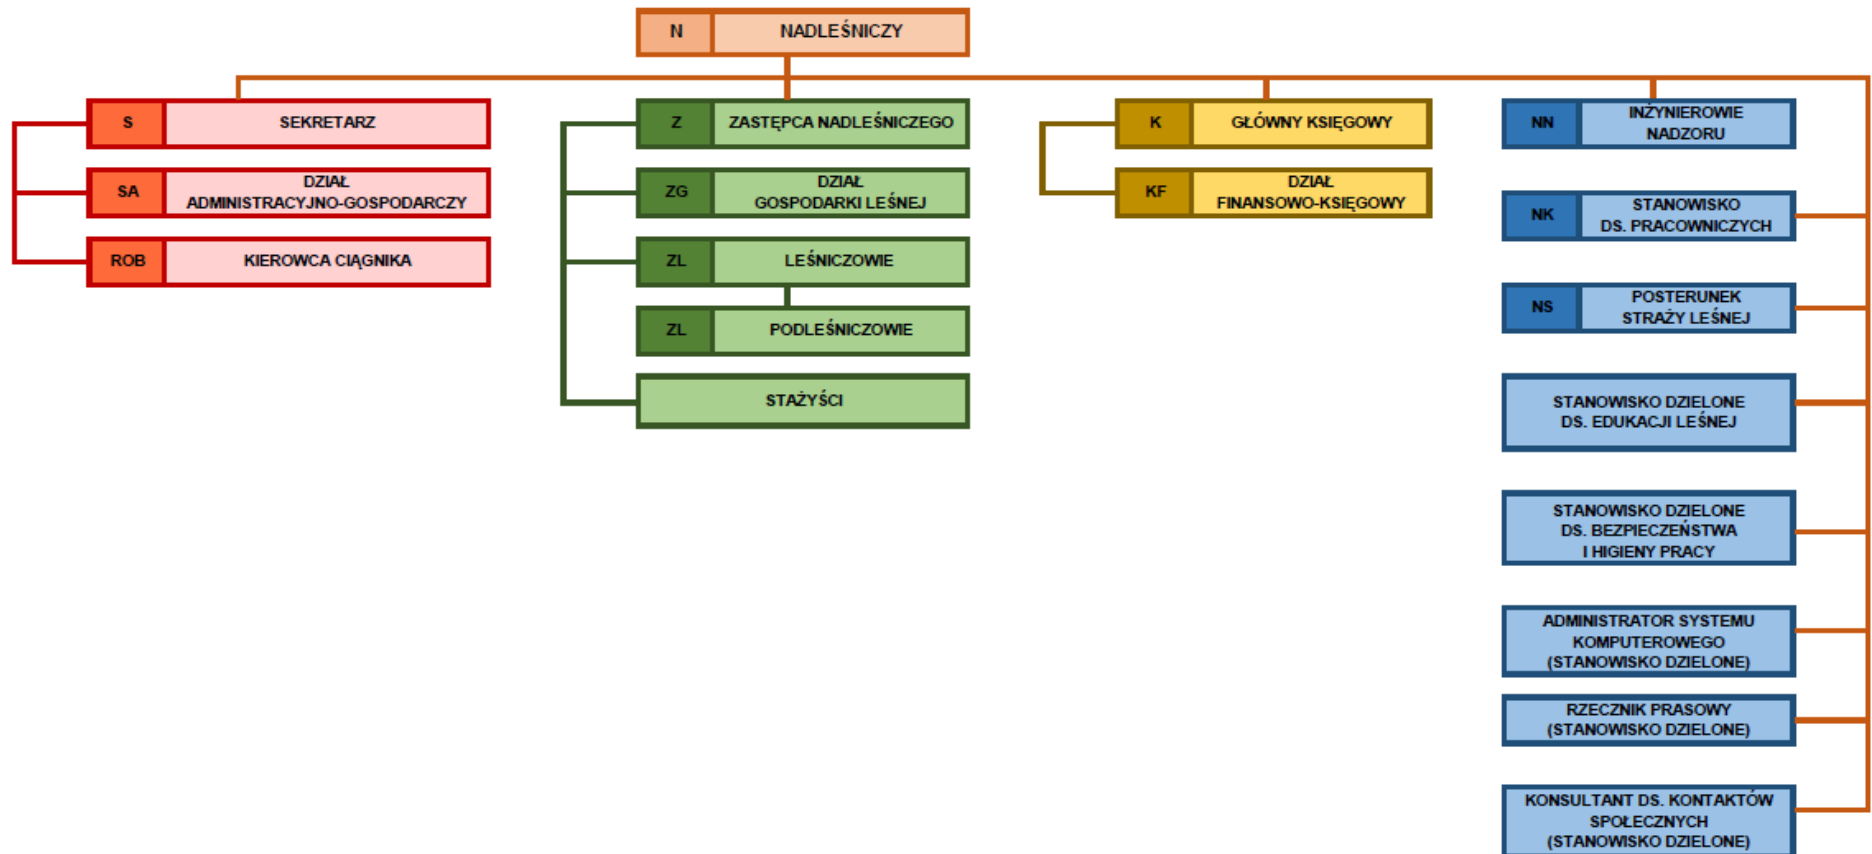 N NADLEŚNICZY
S SEKRETARZ
SA DZIAŁ
ADMINISTRACYJNO-GOSPODARCZY
ROB KIEROWCA CIĄGNIKA
Z ZASTĘPCA NADLEŚNICZEGO
ZG DZIAŁ
GOSPODARKI LEŚNEJ
ZL LEŚNICZOWIE
ZL PODLEŚNICZOWIE
STAŻYŚCI
K GŁÓWNY KSIĘGOWY
KF DZIAŁ
FINANSOWO-KSIĘGOWY
NN INŻYNIEROWIE
NADZORU
NK STANOWISKO
DS. PRACOWNICZYCH
NS POSTERUNEK
STRAŻY LEŚNEJ
STANOWISKO DZIELONE
DS. EDUKACJI LEŚNEJ
STANOWISKO DZIELONE
DS. BEZPIECZEŃSTWA
I HIGIENY PRACY
ADMINISTRATOR SYSTEMU
KOMPUTEROWEGO
(STANOWISKO DZIELONE)
RZECZNIK PRASOWY
(STANOWISKO DZIELONE)
KONSULTANT DS. KONTAKTÓW
SPOŁECZNYCH
(STANOWISKO DZIELONE)